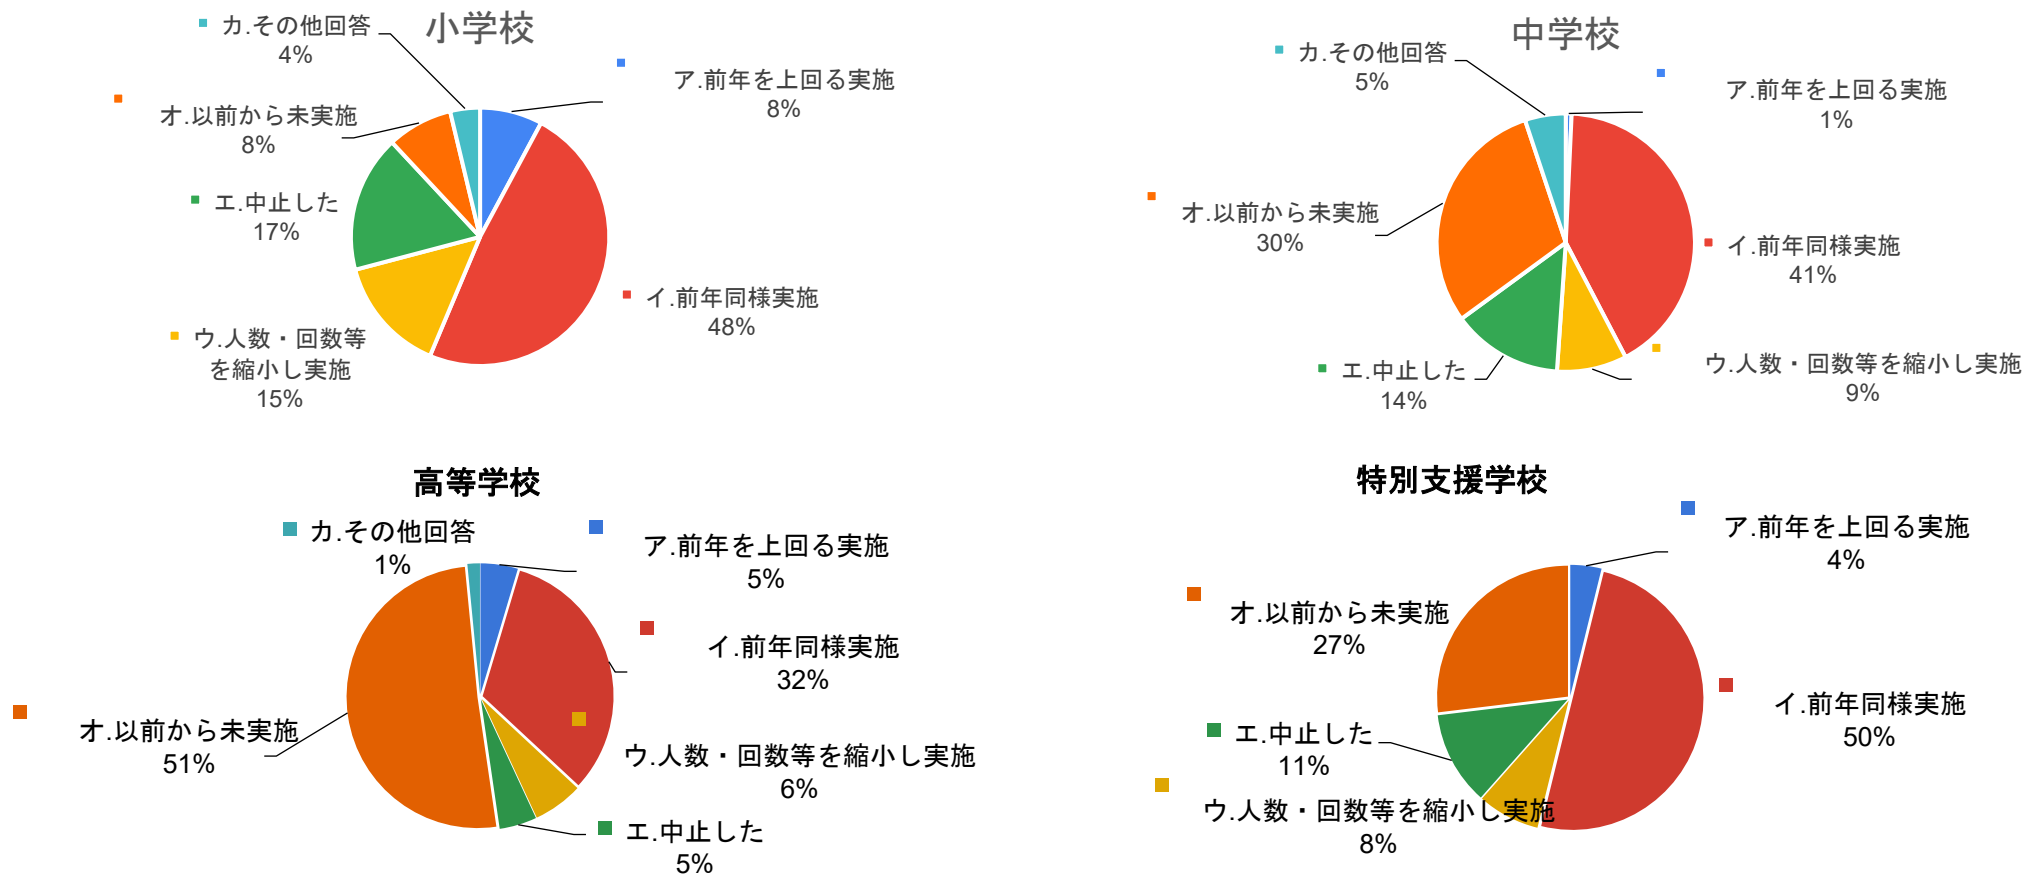 小学校
カ.その他回答
4%
ア.前年を上回る実施
8%
オ.以前から未実施
8%
エ.中止した
17%
イ.前年同様実施
48%
ウ.人数・回数等
を縮小し実施
15%
中学校
カ.その他回答
5%
ア.前年を上回る実施
1%
オ.以前から未実施
30%
イ.前年同様実施
41%
エ.中止した
14%
ウ.人数・回数等を縮小し実施
9%
高等学校
カ.その他回答
1%
ア.前年を上回る実施
5%
イ.前年同様実施
32%
オ.以前から未実施
51%
ウ.人数・回数等を縮小し実施
6%
エ.中止した
5%
特別支援学校
ア.前年を上回る実施
4%
オ.以前から未実施
27%
イ.前年同様実施
50%
エ.中止した
11%
ウ.人数・回数等を縮小し実施
8%